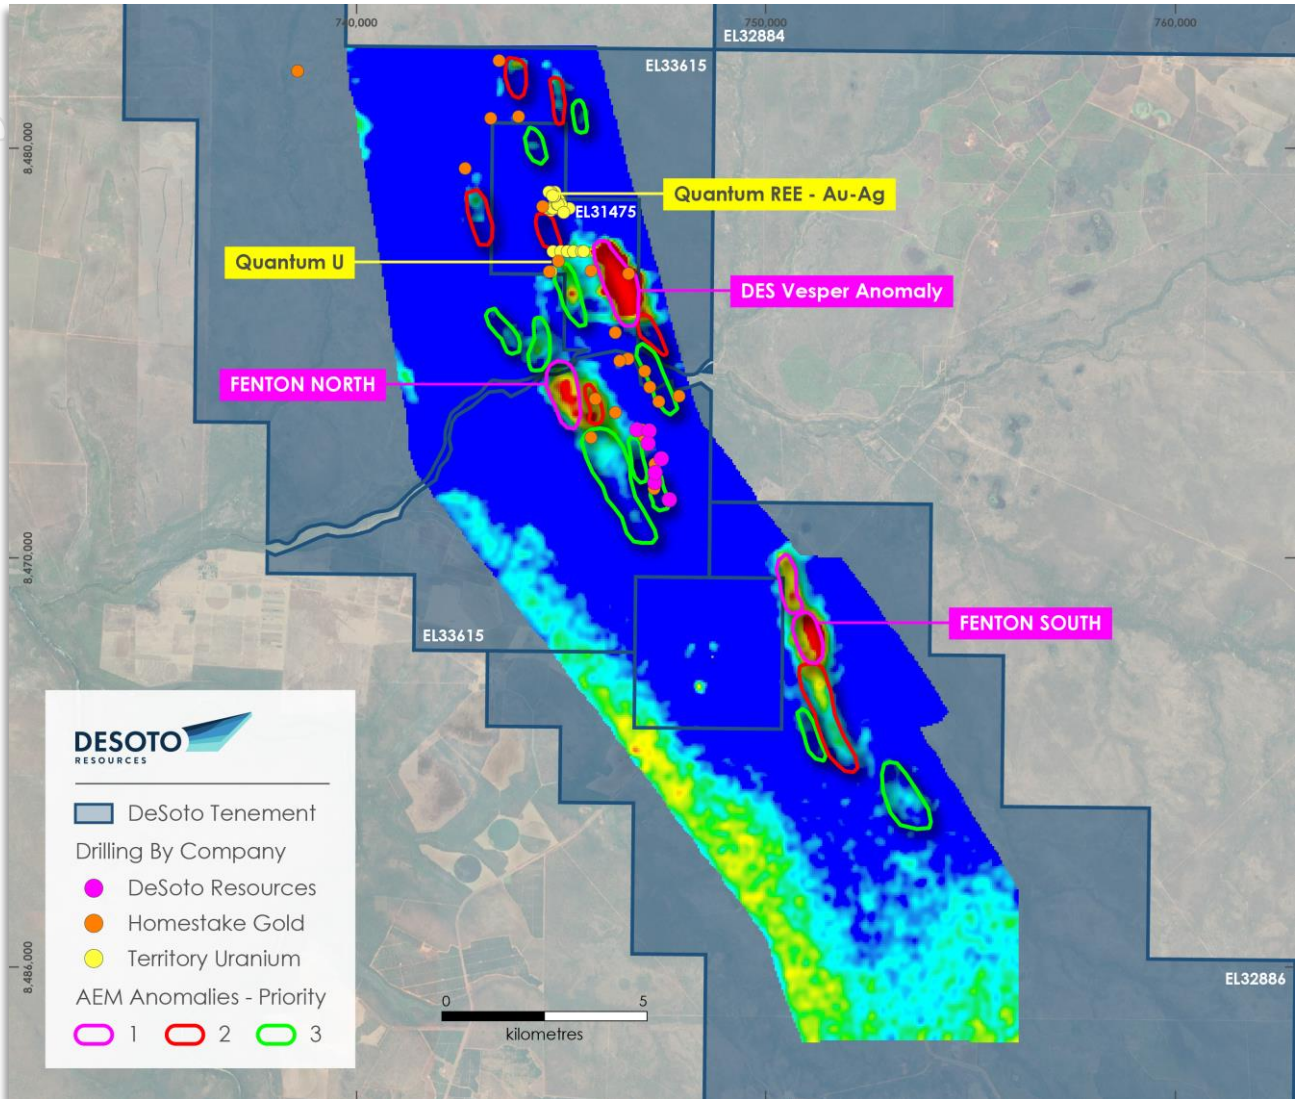 740,000
750,000
760,000
EL32884
EL33615
8,480,000
Quantum REE - Au-Ag
EL31475
Quantum U
DES Vesper Anomaly
FENTON NORTH
8,470,000
FENTON SOUTH
EL33615
DESOTO
RESOURCES
DeSoto Tenement
Drilling By Company
DeSoto Resources
Homestake Gold
Territory Uranium
AEM Anomalies - Priority
1
2
3
0
5
kilometres
8,486,000
EL32886